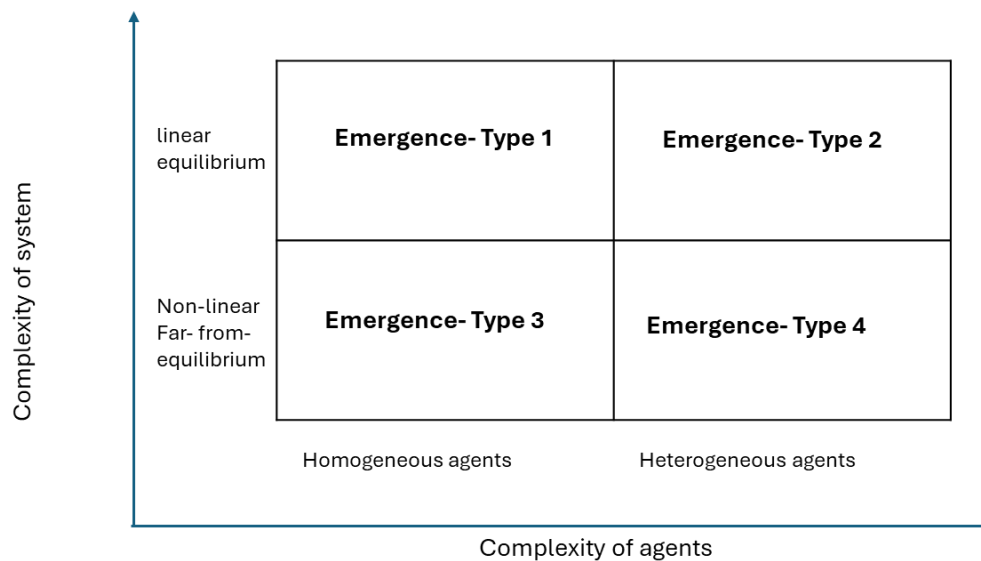 linear
equilibrium
Emergence- Type 1
Emergence- Type 2
Complexity of system
Non-linear
Far- from-
equilibrium
Emergence- Type 3
Emergence- Type 4
Homogeneous agents
Heterogeneous agents
Complexity of agents